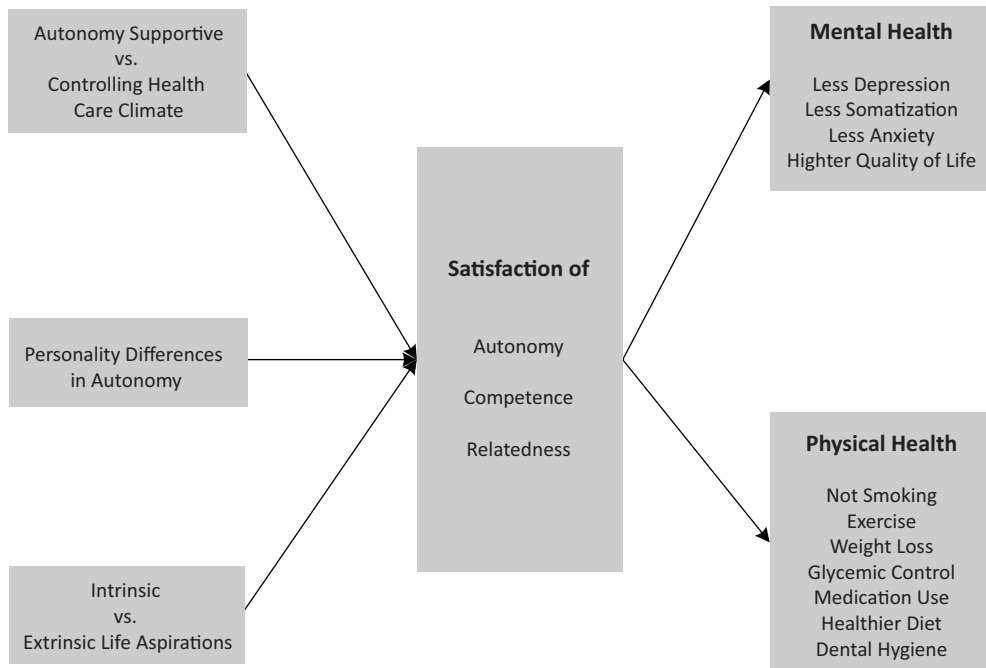 Autonomy Supportive
vs.
Controlling Health
Care Climate
Personality Differences
in Autonomy
Intrinsic
vs.
Extrinsic Life Aspirations
Satisfaction of
Autonomy
Competence
Relatedness
Mental Health
Less Depression
Less Somatization
Less Anxiety
Highter Quality of Life
Physical Health
Not Smoking
Exercise
Weight Loss
Glycemic Control
Medication Use
Healthier Diet
Dental Hygiene